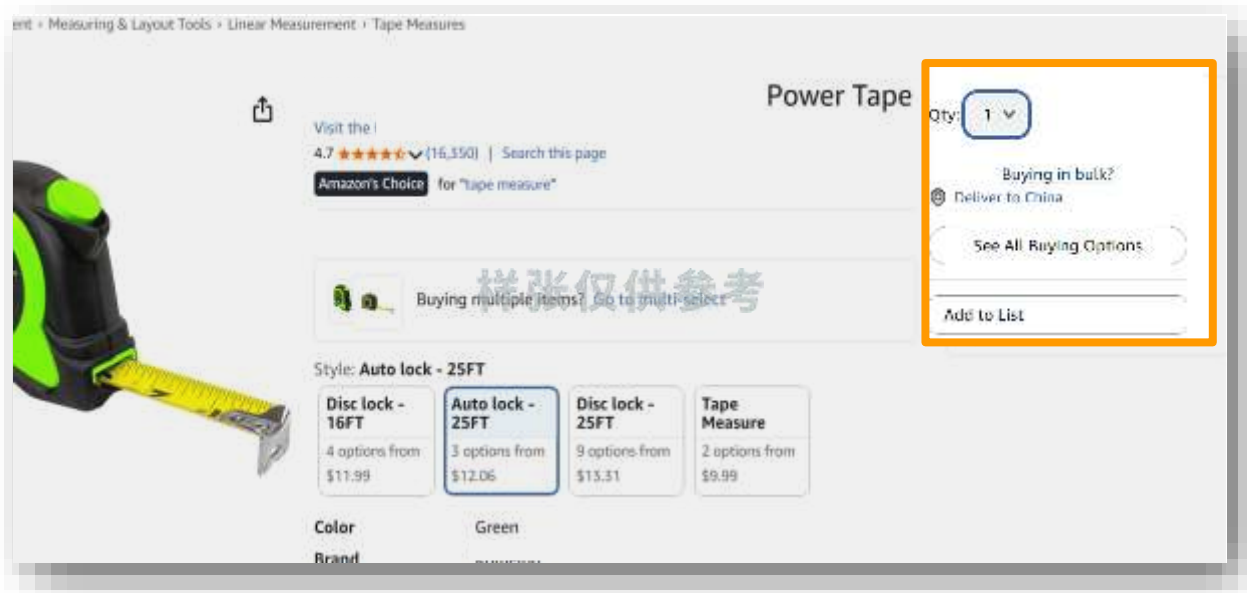 ent › Measuring & Layout Tools › Linear Measurement › Tape Measures
Power Tape
Visit the
4.7 (16,350) | Search this page
Amazon's Choice for "tape measure"
Qty: 1
Buying in bulk?
Deliver to China
See All Buying Options
Add to List
样张仅供参考
Buying multiple items? Go to multi-select
Style: Auto lock - 25FT
Disc lock - 16FT
4 options from
$11.99
Auto lock - 25FT
3 options from
$12.06
Disc lock - 25FT
9 options from
$13.31
Tape Measure
2 options from
$9.99
Color Green
Brand